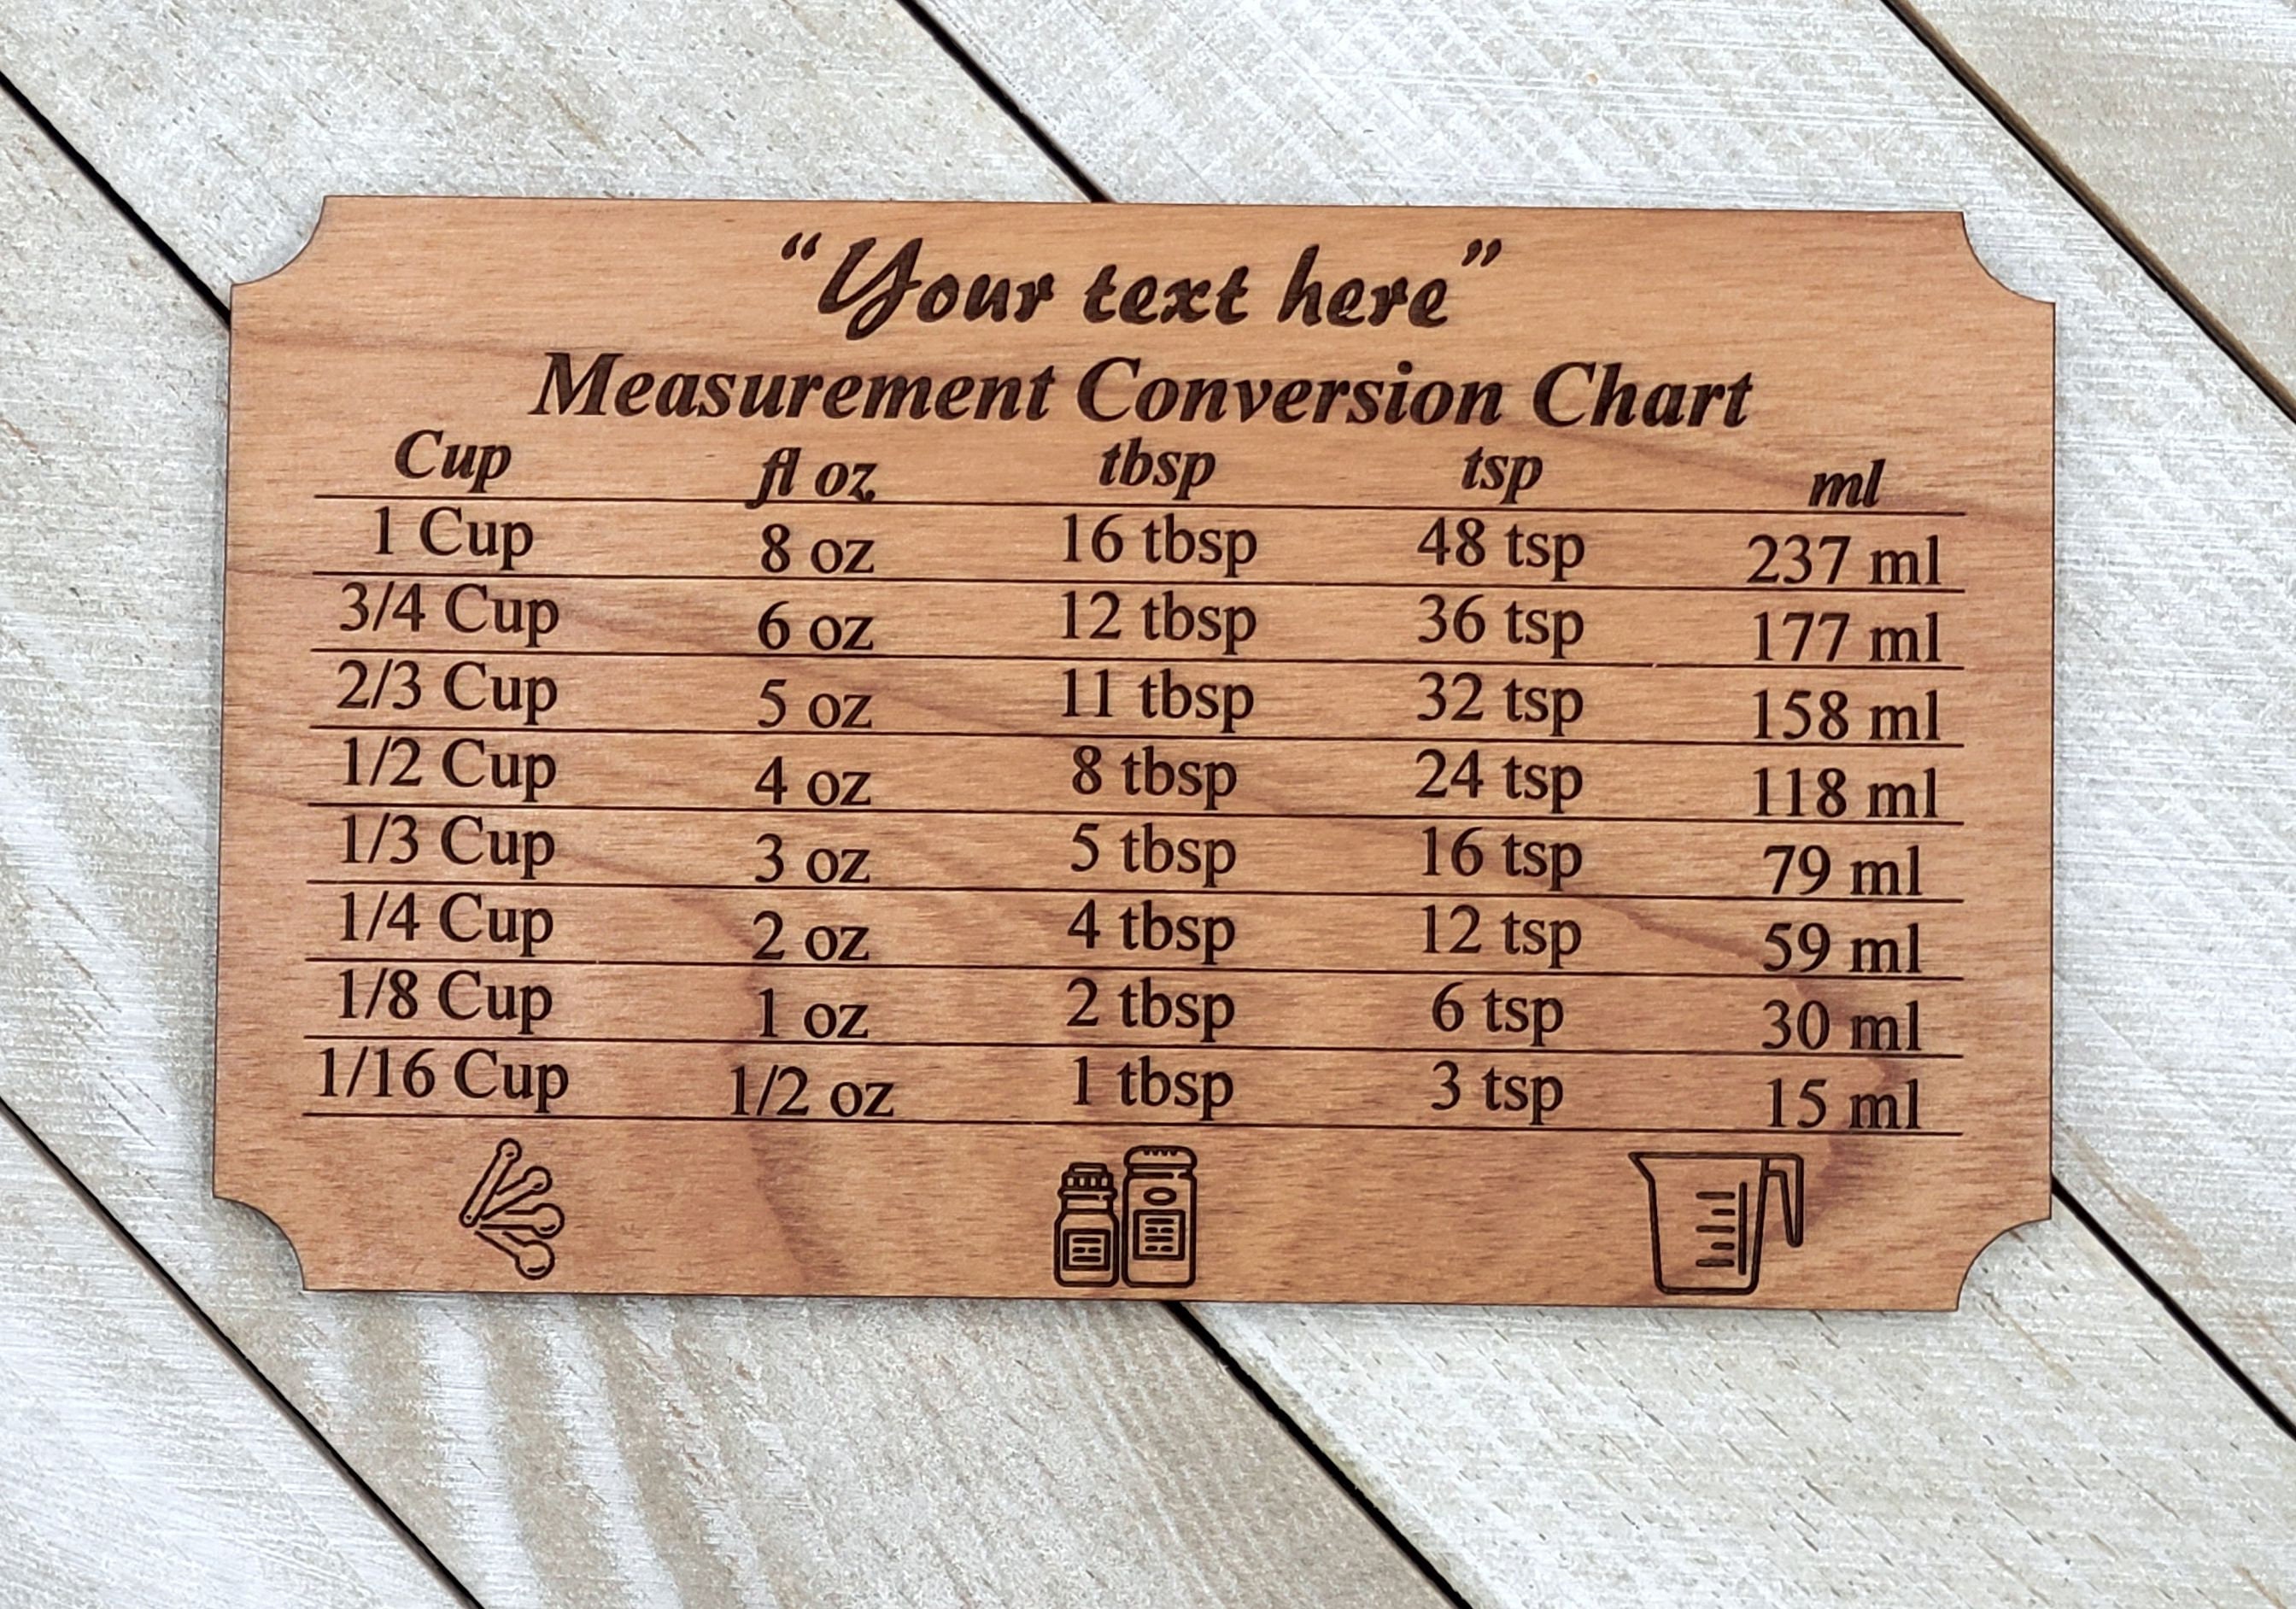 “Your text here”
Measurement Conversion Chart
Cup fl oz tbsp tsp ml
1 Cup 8 oz 16 tbsp 48 tsp 237 ml
3/4 Cup 6 oz 12 tbsp 36 tsp 177 ml
2/3 Cup 5 oz 11 tbsp 32 tsp 158 ml
1/2 Cup 4 oz 8 tbsp 24 tsp 118 ml
1/3 Cup 3 oz 5 tbsp 16 tsp 79 ml
1/4 Cup 2 oz 4 tbsp 12 tsp 59 ml
1/8 Cup 1 oz 2 tbsp 6 tsp 30 ml
1/16 Cup 1/2 oz 1 tbsp 3 tsp 15 ml